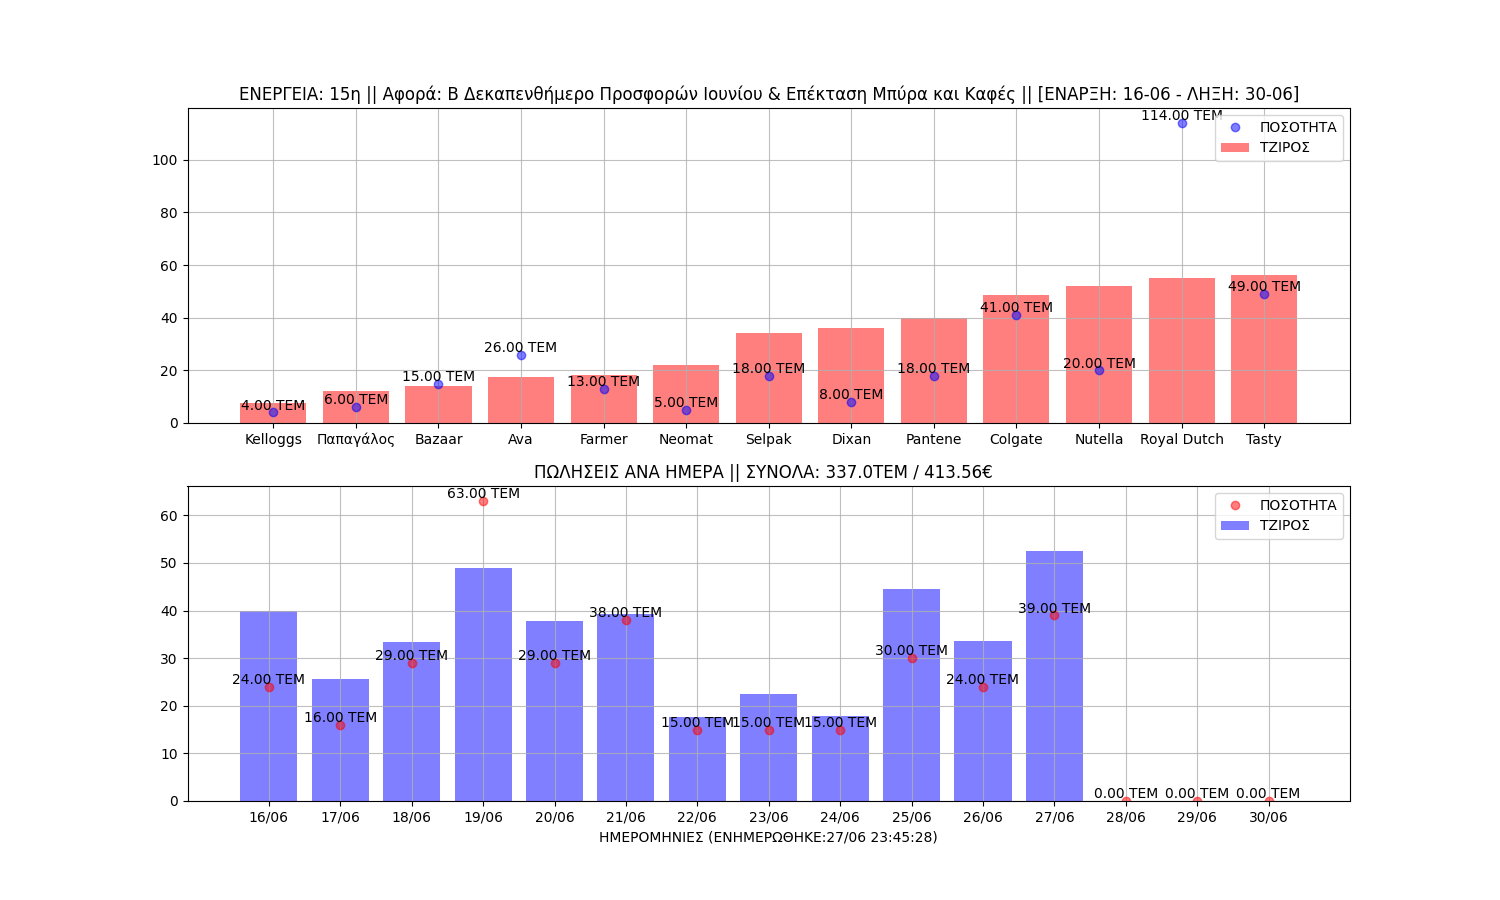 ΕΝΕΡΓΕΙΑ: 15η || Αφορά: Β Δεκαπενθήμερο Προσφορών Ιουνίου & Επέκταση Μπύρα και Καφές || [ΕΝΑΡΞΗ: 16-06 - ΛΗΞΗ: 30-06]
114.00 TEM
ΠΟΣΟΤΗΤΑ
ΤΖΙΡΟΣ
100
80
60
40
20
0
4.00 TEM
6.00 TEM
15.00 TEM
26.00 TEM
13.00 TEM
5.00 TEM
18.00 TEM
8.00 TEM
18.00 TEM
41.00 TEM
20.00 TEM
49.00 TEM
Kelloggs Παπαγάλος Bazaar Ava Farmer Neomat Selpak Dixan Pantene Colgate Nutella Royal Dutch Tasty
ΠΩΛΗΣΕΙΣ ΑΝΑ ΗΜΕΡΑ || ΣΥΝΟΛΑ: 337.0ΤΕΜ / 413.56€
ΠΟΣΟΤΗΤΑ
ΤΖΙΡΟΣ
60
50
40
30
20
10
0
24.00 TEM
16.00 TEM
29.00 TEM
63.00 TEM
29.00 TEM
38.00 TEM
15.00 TEM
15.00 TEM
15.00 TEM
30.00 TEM
24.00 TEM
39.00 TEM
0.00 TEM
0.00 TEM
0.00 TEM
16/06 17/06 18/06 19/06 20/06 21/06 22/06 23/06 24/06 25/06 26/06 27/06 28/06 29/06 30/06
ΗΜΕΡΟΜΗΝΙΕΣ (ΕΝΗΜΕΡΩΘΗΚΕ:27/06 23:45:28)